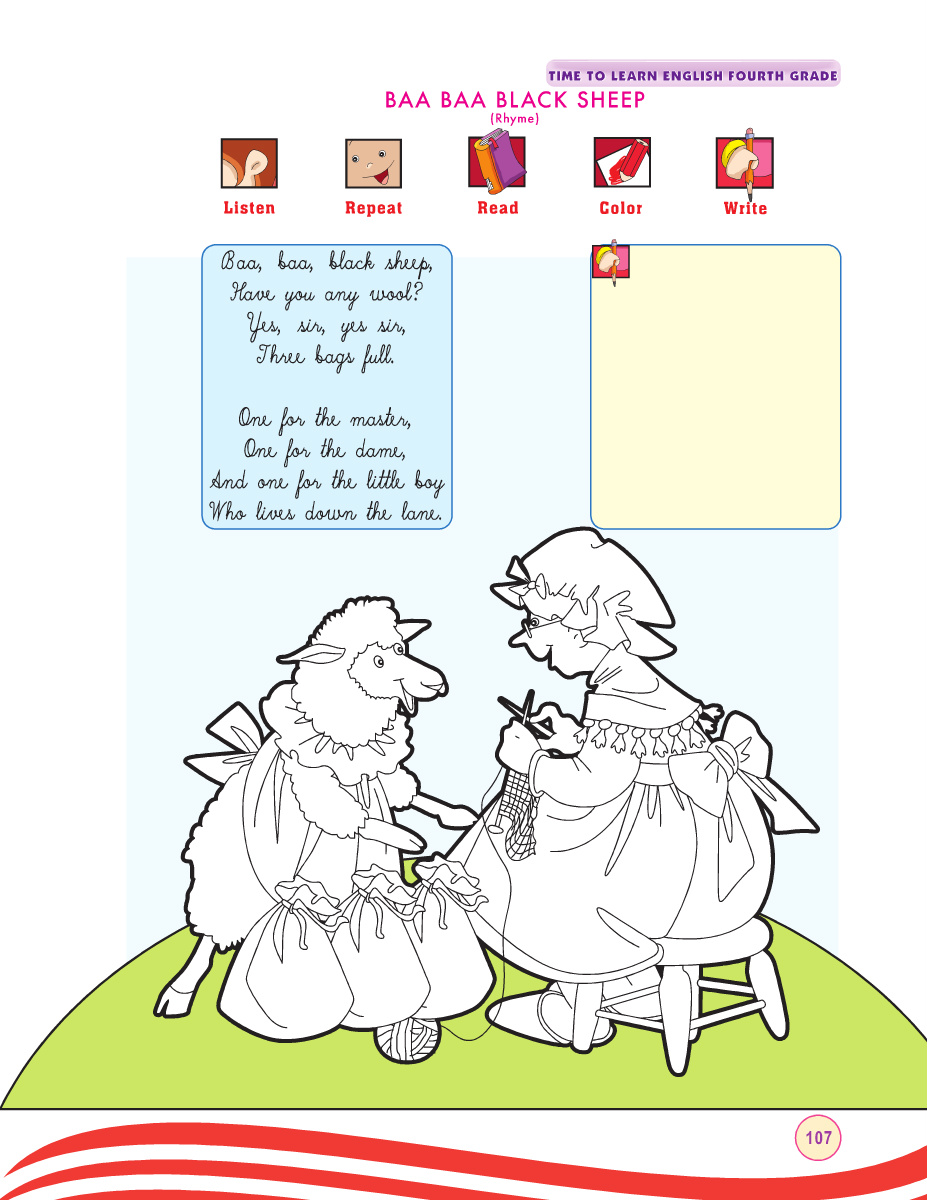 TIME TO LEARN ENGLISH FOURTH GRADE
BAA BAA BLACK SHEEP
(Rhyme)
Listen Repeat Read Color Write
Baa, baa, black sheep,
Have you any wool?
Yes, sir, yes sir,
Three bags full.
One for the master,
One for the dame,
And one for the little boy
Who lives down the lane.
107